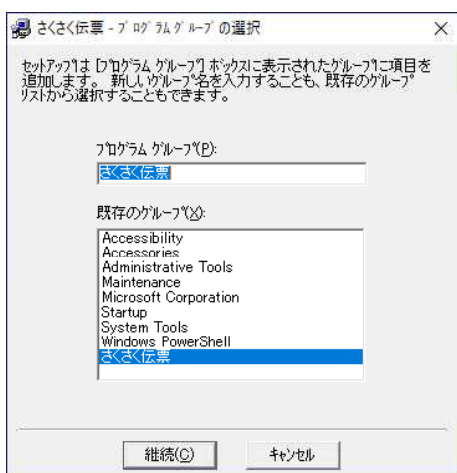 さくさく伝票 - ﾌﾟﾛｸﾞﾗﾑ ｸﾞﾙｰﾌﾟの選択
ｾｯﾄｱｯﾌﾟは [ﾌﾟﾛｸﾞﾗﾑ ｸﾞﾙｰﾌﾟ] ﾎﾞｯｸｽに表示されたｸﾞﾙｰﾌﾟに項目を
追加します。 新しいｸﾞﾙｰﾌﾟ名を入力することも、既存のｸﾞﾙｰﾌﾟ
ﾘｽﾄから選択することもできます。
ﾌﾟﾛｸﾞﾗﾑ ｸﾞﾙｰﾌﾟ(P):
さくさく伝票
既存のｸﾞﾙｰﾌﾟ(X):
Accessibility
Accessories
Administrative Tools
Maintenance
Microsoft Corporation
Startup
System Tools
Windows PowerShell
さくさく伝票
継続(C)
ｷｬﾝｾﾙ